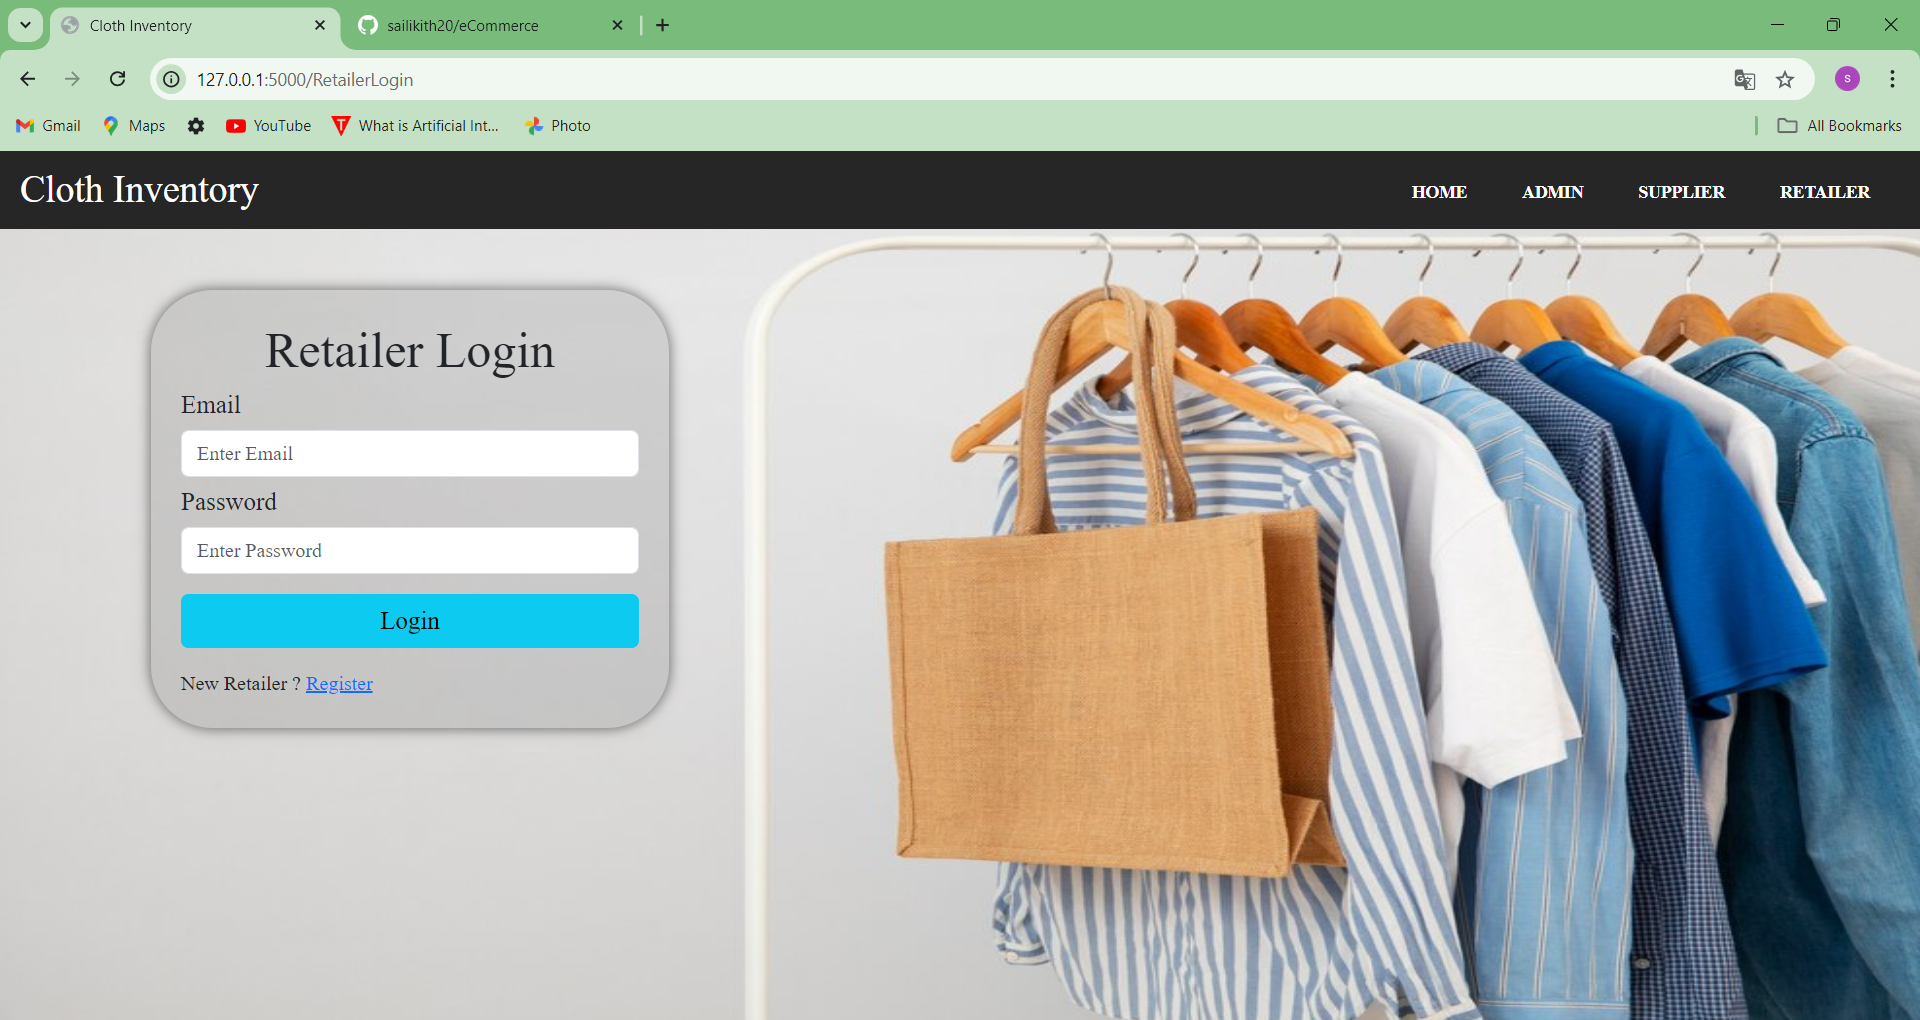 Cloth Inventory
sailikith20/eCommerce
127.0.0.1:5000/RetailerLogin
S
Gmail
Maps
YouTube
What is Artificial Int...
Photo
All Bookmarks
Cloth Inventory
HOME
ADMIN
SUPPLIER
RETAILER
Retailer Login
Email
Enter Email
Password
Enter Password
Login
New Retailer ? Register